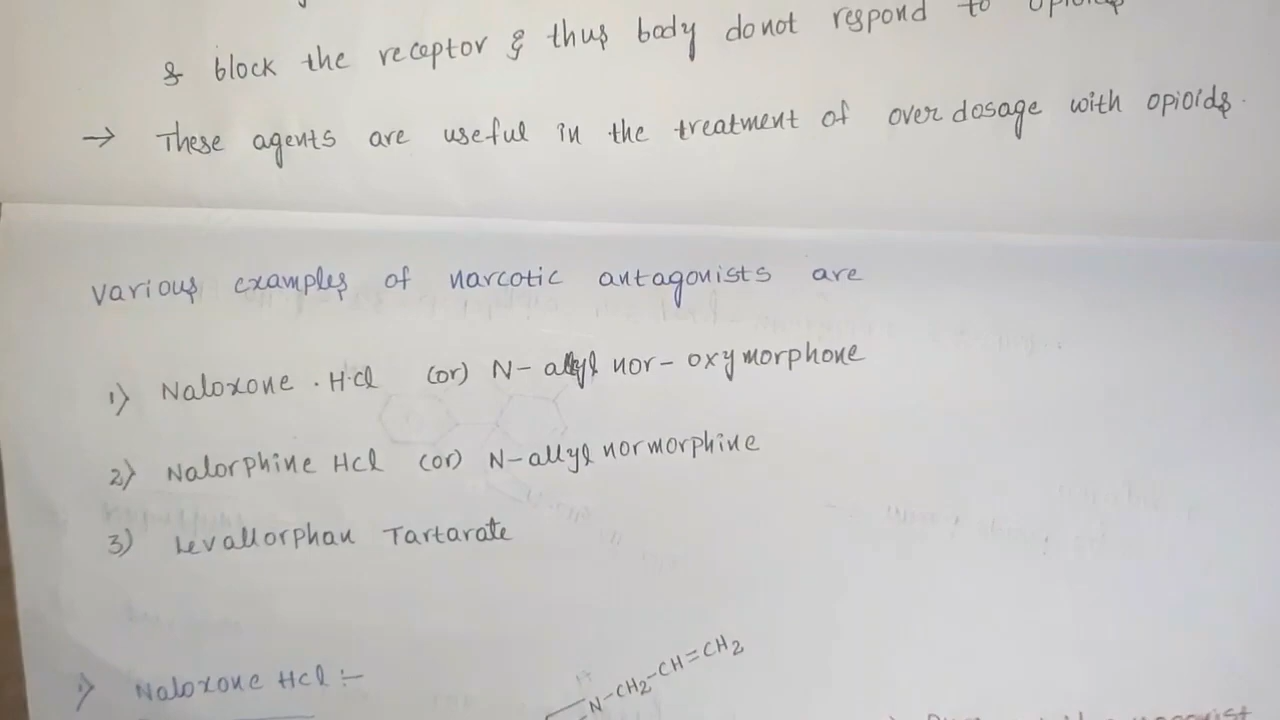 & block the receptor & thus body donot respond to opioids
→ These agents are useful in the treatment of over dosage with opioids.
Various examples of narcotic antagonists are
1) Naloxone . H.Cl (or) N- allyl nor- oxymorphone
2) Nalorphine HCl (or) N-allyl normorphine
3) Levallorphan Tartarate
1) Naloxone HCl :-
N-CH2-CH=CH2